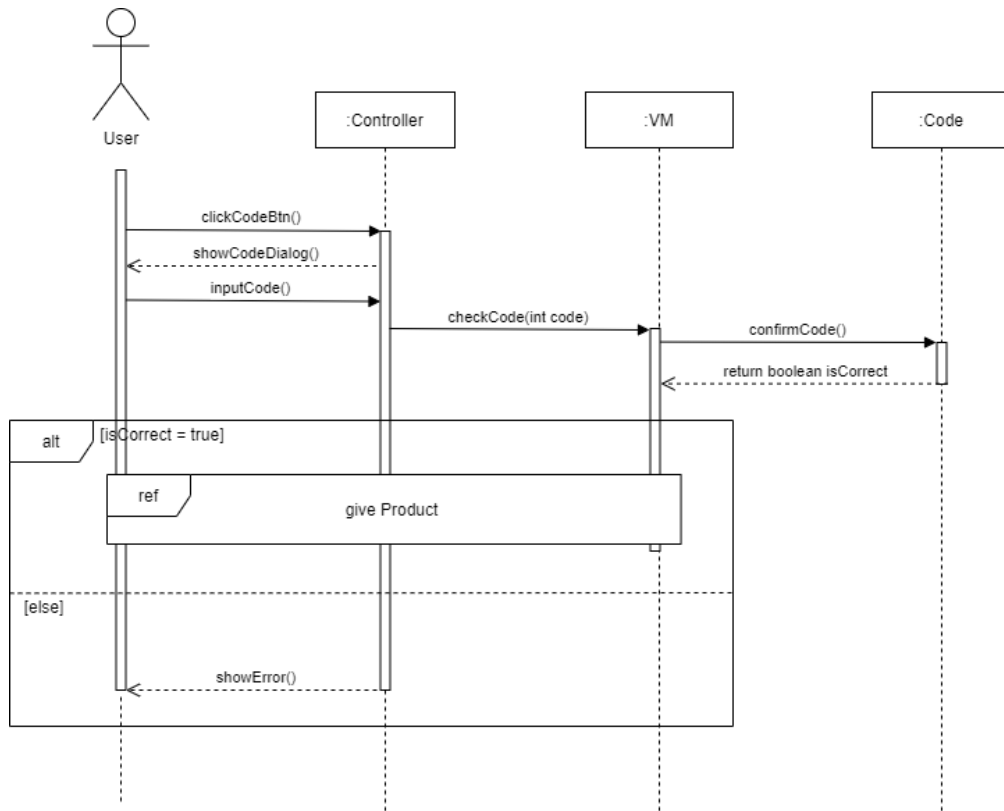 User
:Controller
:VM
:Code
clickCodeBtn()
showCodeDialog()
inputCode()
checkCode(int code)
confirmCode()
return boolean isCorrect
alt
[isCorrect = true]
ref
give Product
[else]
showError()